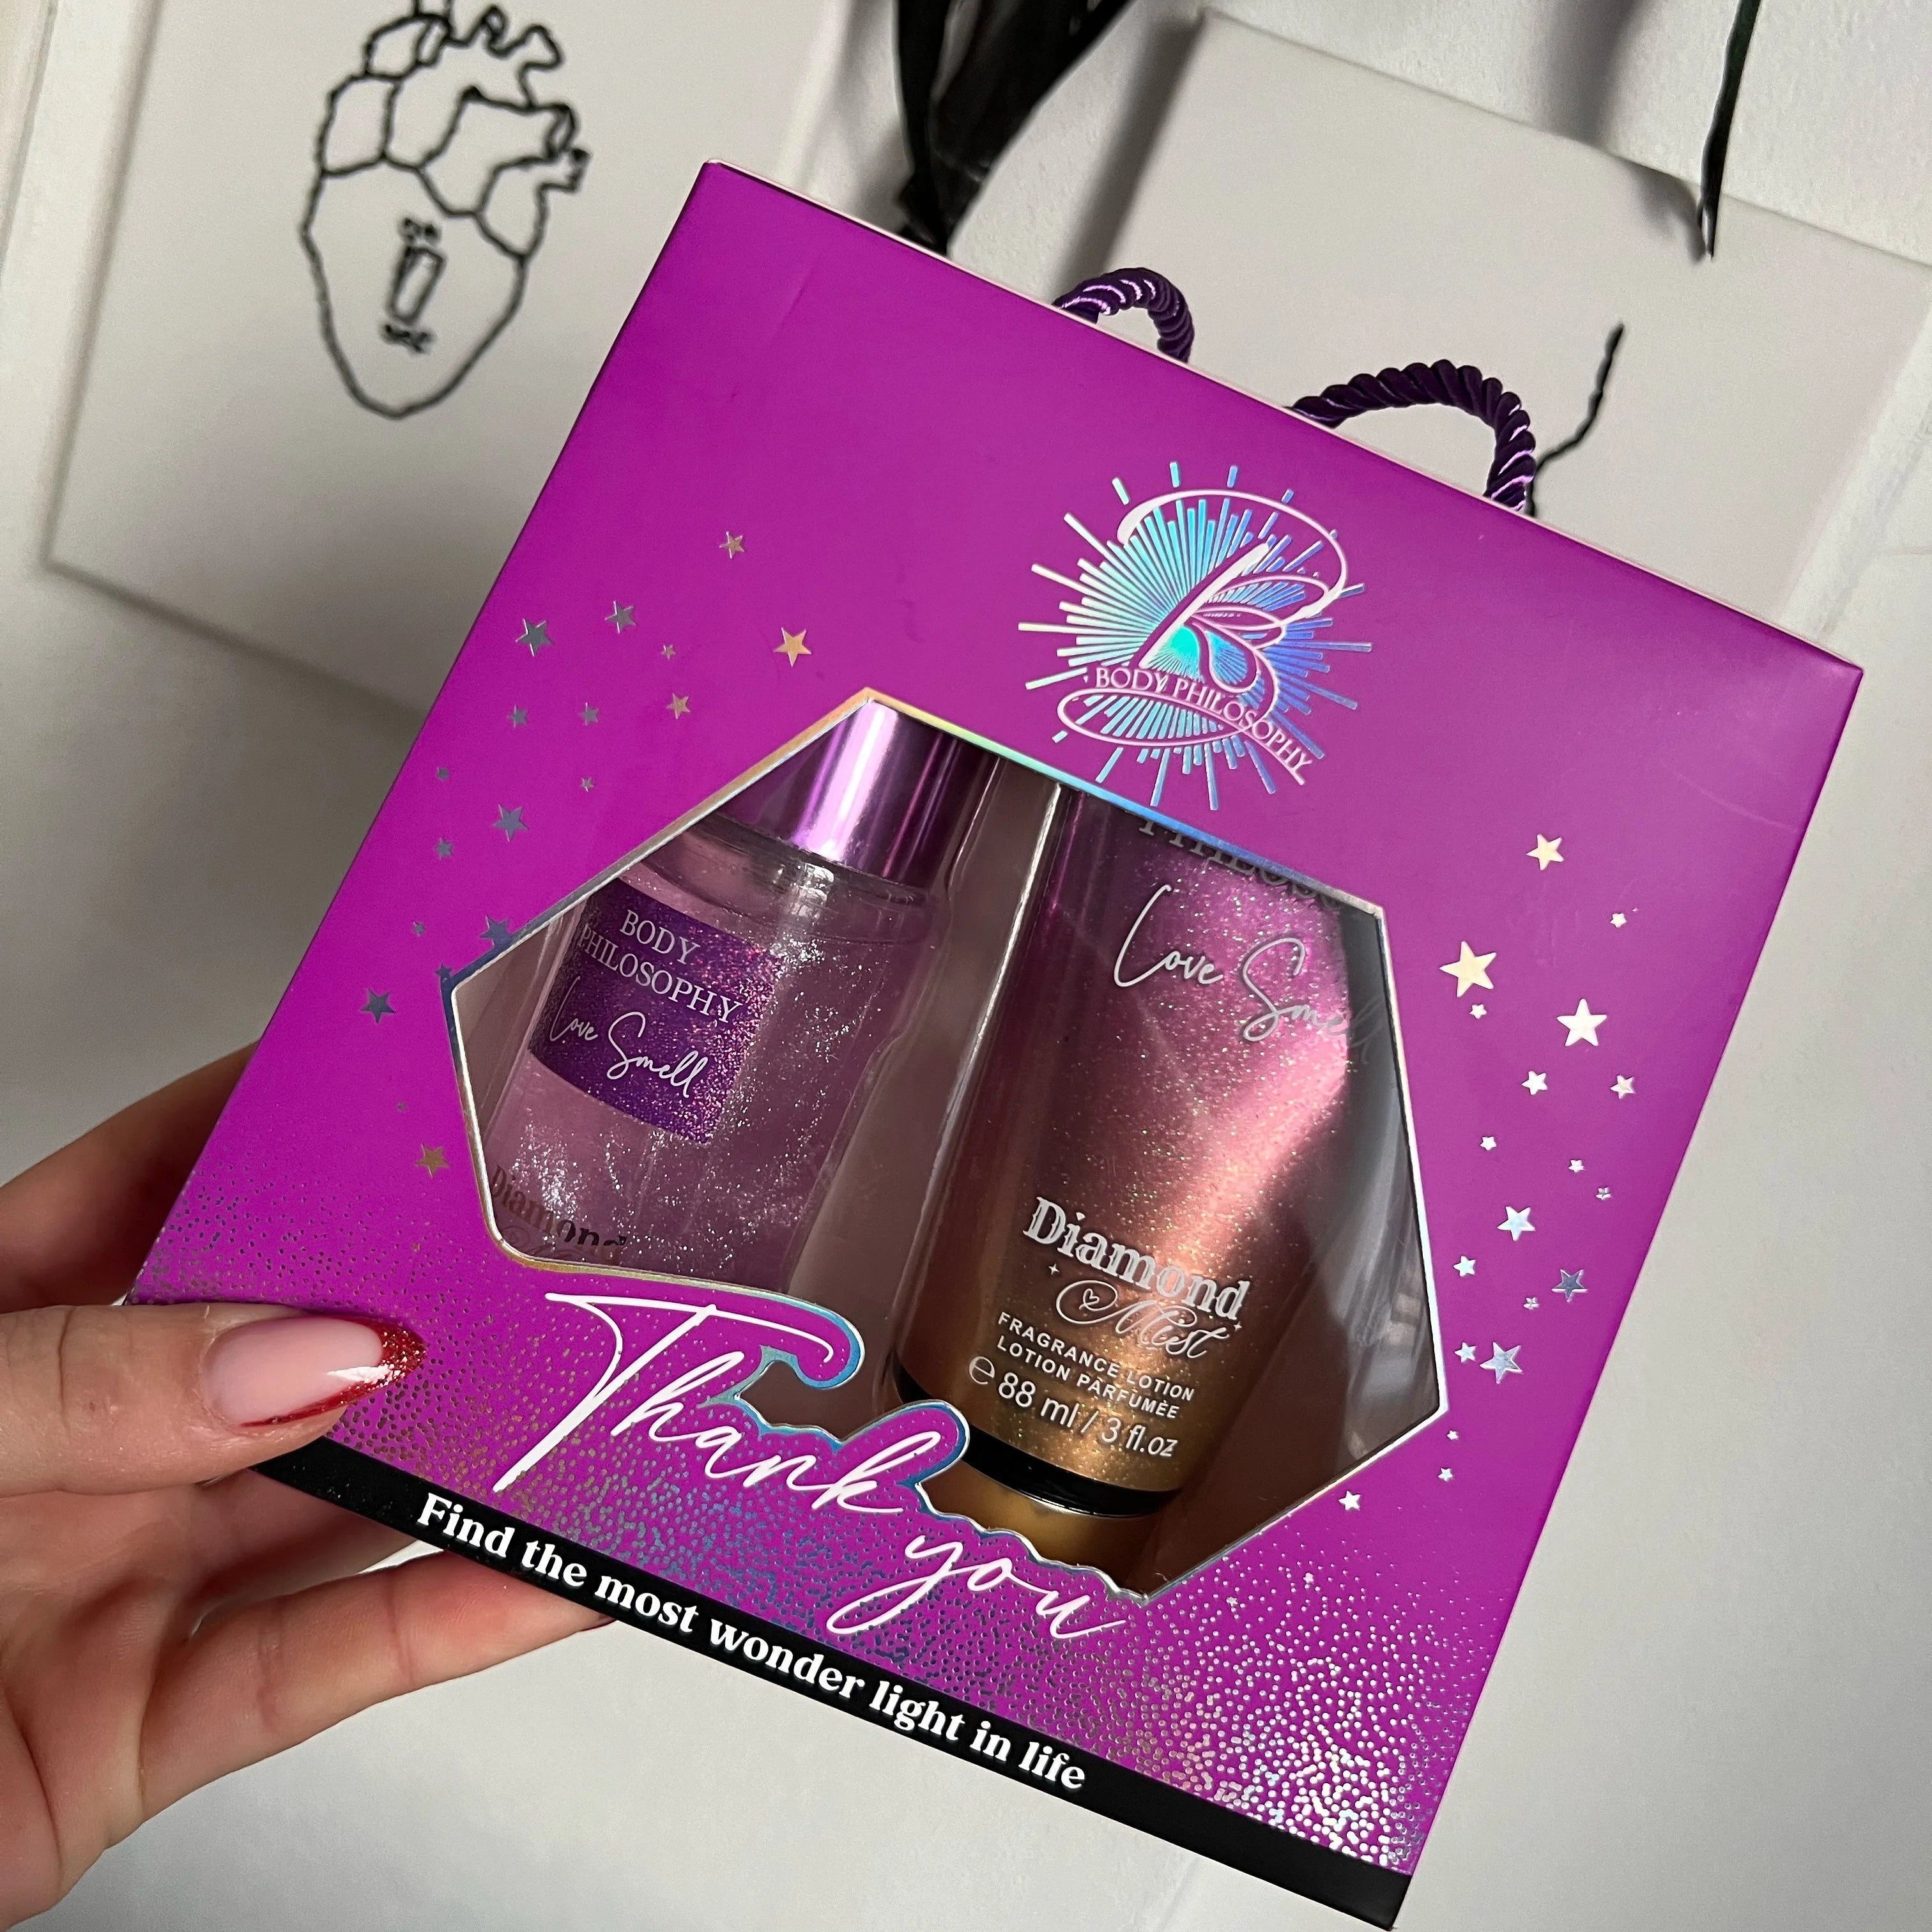 BODY PHILOSOPHY
BODY
PHILOSOPHY
Love Smell
Diamond
Love Smell
Diamond
Mist
FRAGRANCE LOTION
LOTION PARFUMÉE
℮ 88 ml / 3 fl.oz
Thank you
Find the most wonder light in life